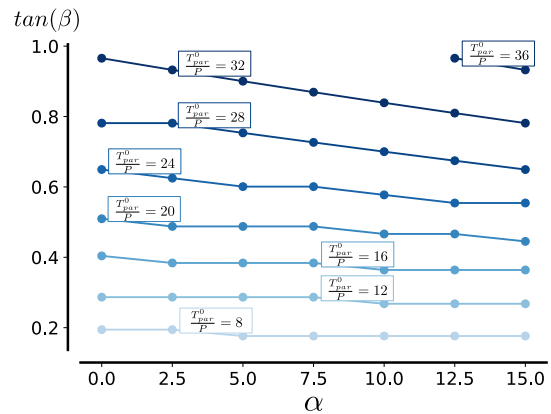 tan(β)
1.0
0.8
0.6
0.4
0.2
T⁰par/P = 32
T⁰par/P = 36
T⁰par/P = 28
T⁰par/P = 24
T⁰par/P = 20
T⁰par/P = 16
T⁰par/P = 12
T⁰par/P = 8
0.0 2.5 5.0 7.5 10.0 12.5 15.0
α